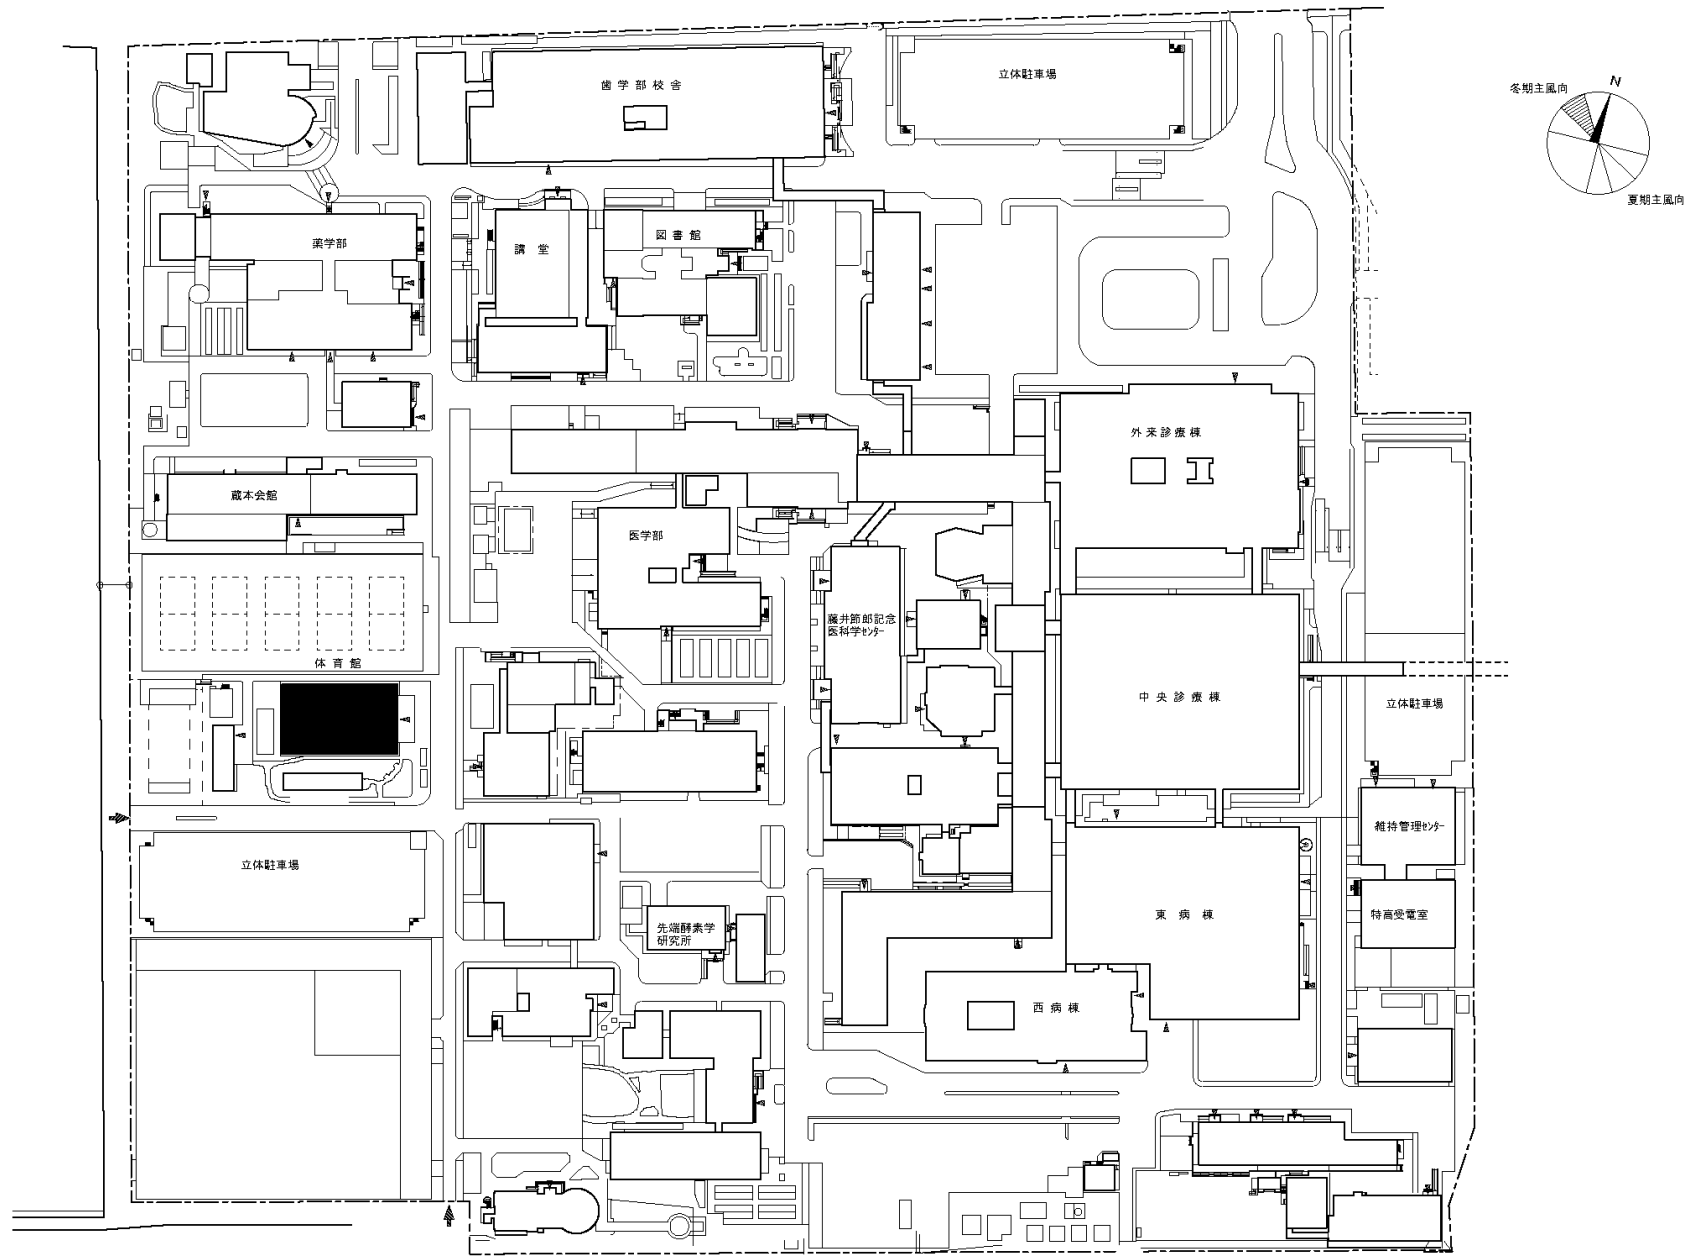 歯学部校舎
立体駐車場
冬期主風向
N
夏期主風向
薬学部
講堂
図書館
外来診療棟
蔵本会館
医学部
藤井節郎記念
医科学センター
体育館
中央診療棟
立体駐車場
維持管理センター
立体駐車場
東病棟
特高受電室
先端酵素学
研究所
西病棟